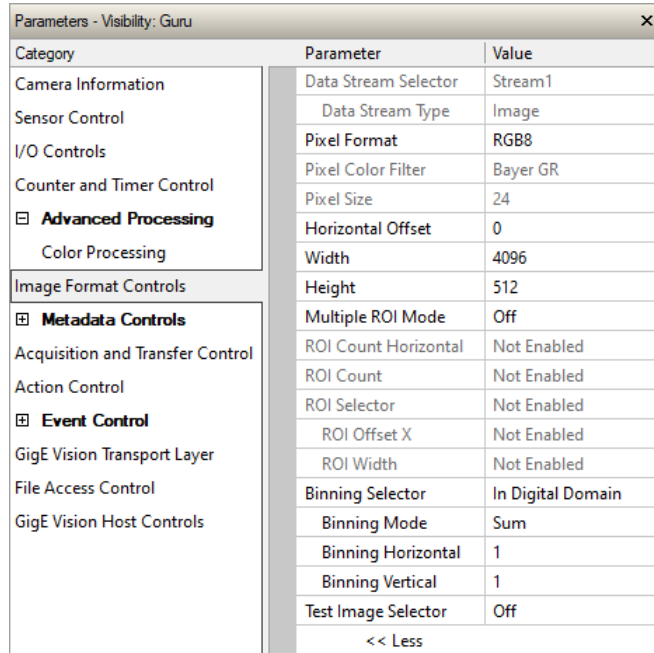 Parameters - Visibility: Guru ×
Category Parameter Value
Camera Information
Sensor Control
I/O Controls
Counter and Timer Control
Advanced Processing
Color Processing
Image Format Controls
Metadata Controls
Acquisition and Transfer Control
Action Control
Event Control
GigE Vision Transport Layer
File Access Control
GigE Vision Host Controls
Data Stream Selector Stream1
Data Stream Type Image
Pixel Format RGB8
Pixel Color Filter Bayer GR
Pixel Size 24
Horizontal Offset 0
Width 4096
Height 512
Multiple ROI Mode Off
ROI Count Horizontal Not Enabled
ROI Count Not Enabled
ROI Selector Not Enabled
ROI Offset X Not Enabled
ROI Width Not Enabled
Binning Selector In Digital Domain
Binning Mode Sum
Binning Horizontal 1
Binning Vertical 1
Test Image Selector Off
<< Less